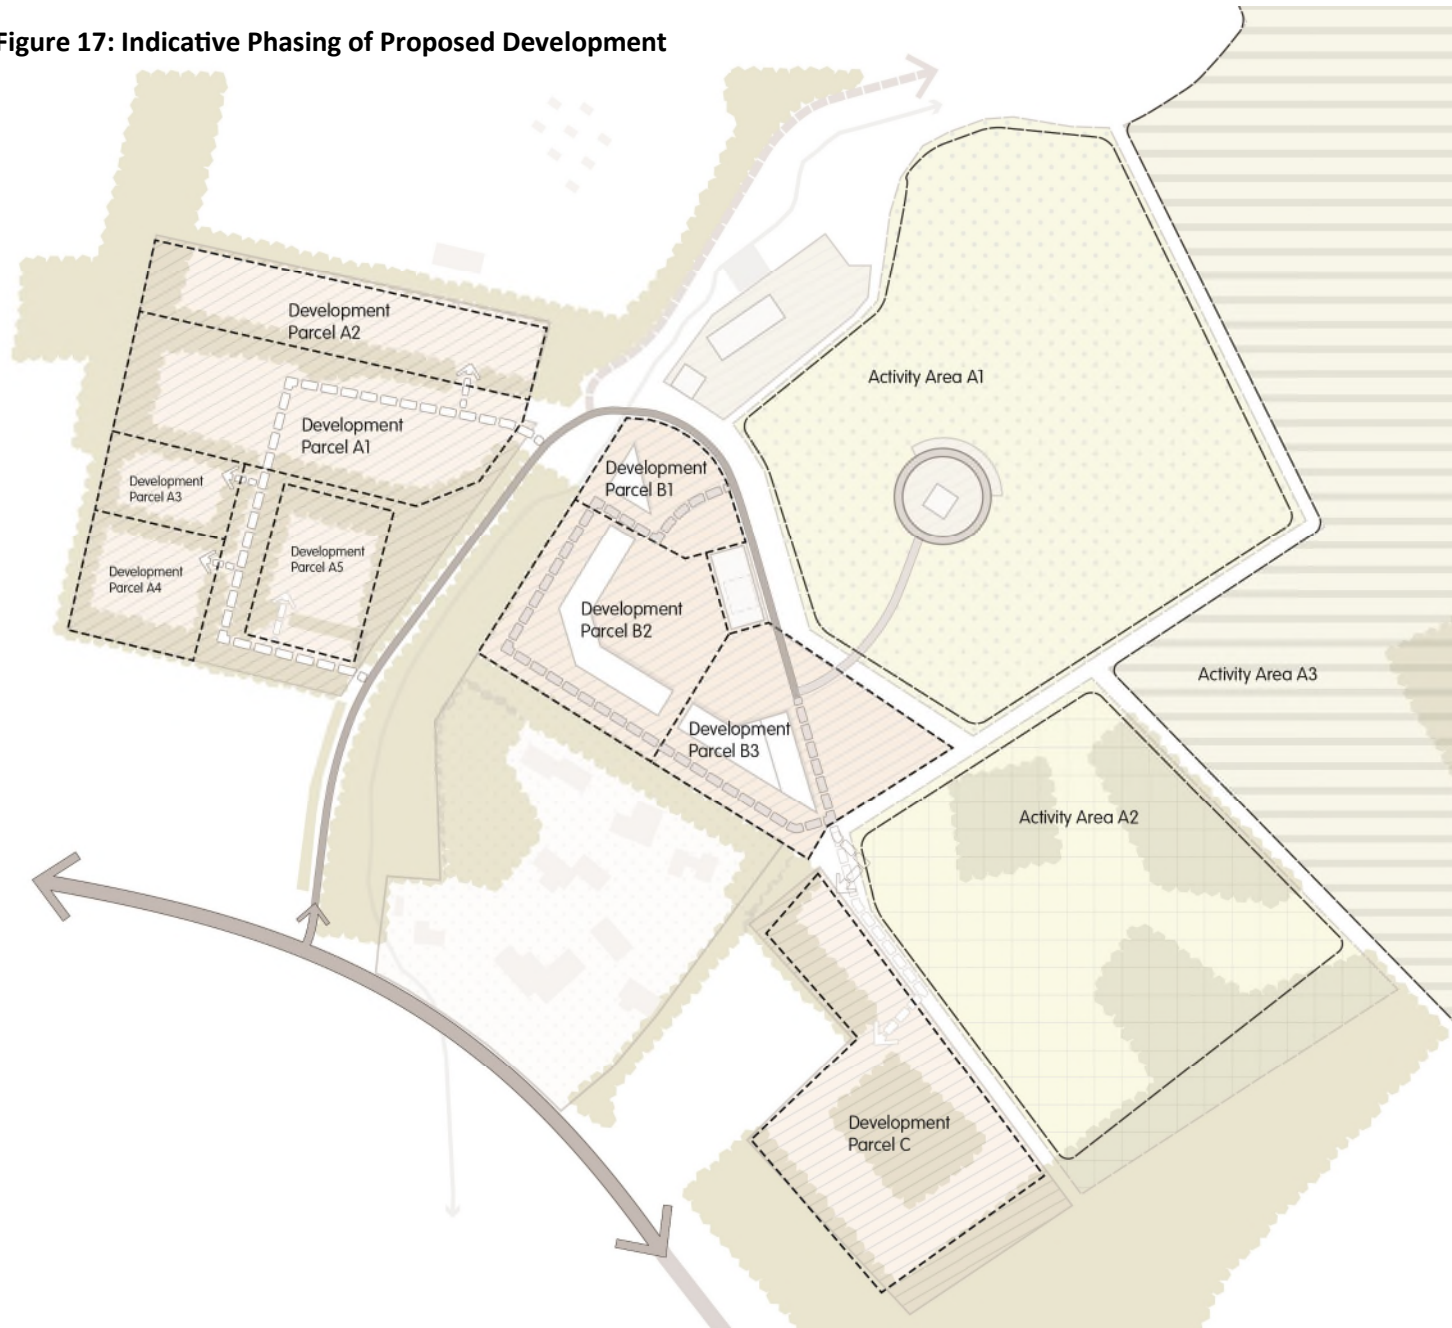 Figure 17: Indicative Phasing of Proposed Development
Development
Parcel A2
Activity Area A1
Development
Parcel A1
Development
Parcel B1
Development
Parcel A3
Development
Parcel A5
Development
Parcel A4
Development
Parcel B2
Activity Area A3
Development
Parcel B3
Activity Area A2
Development
Parcel C